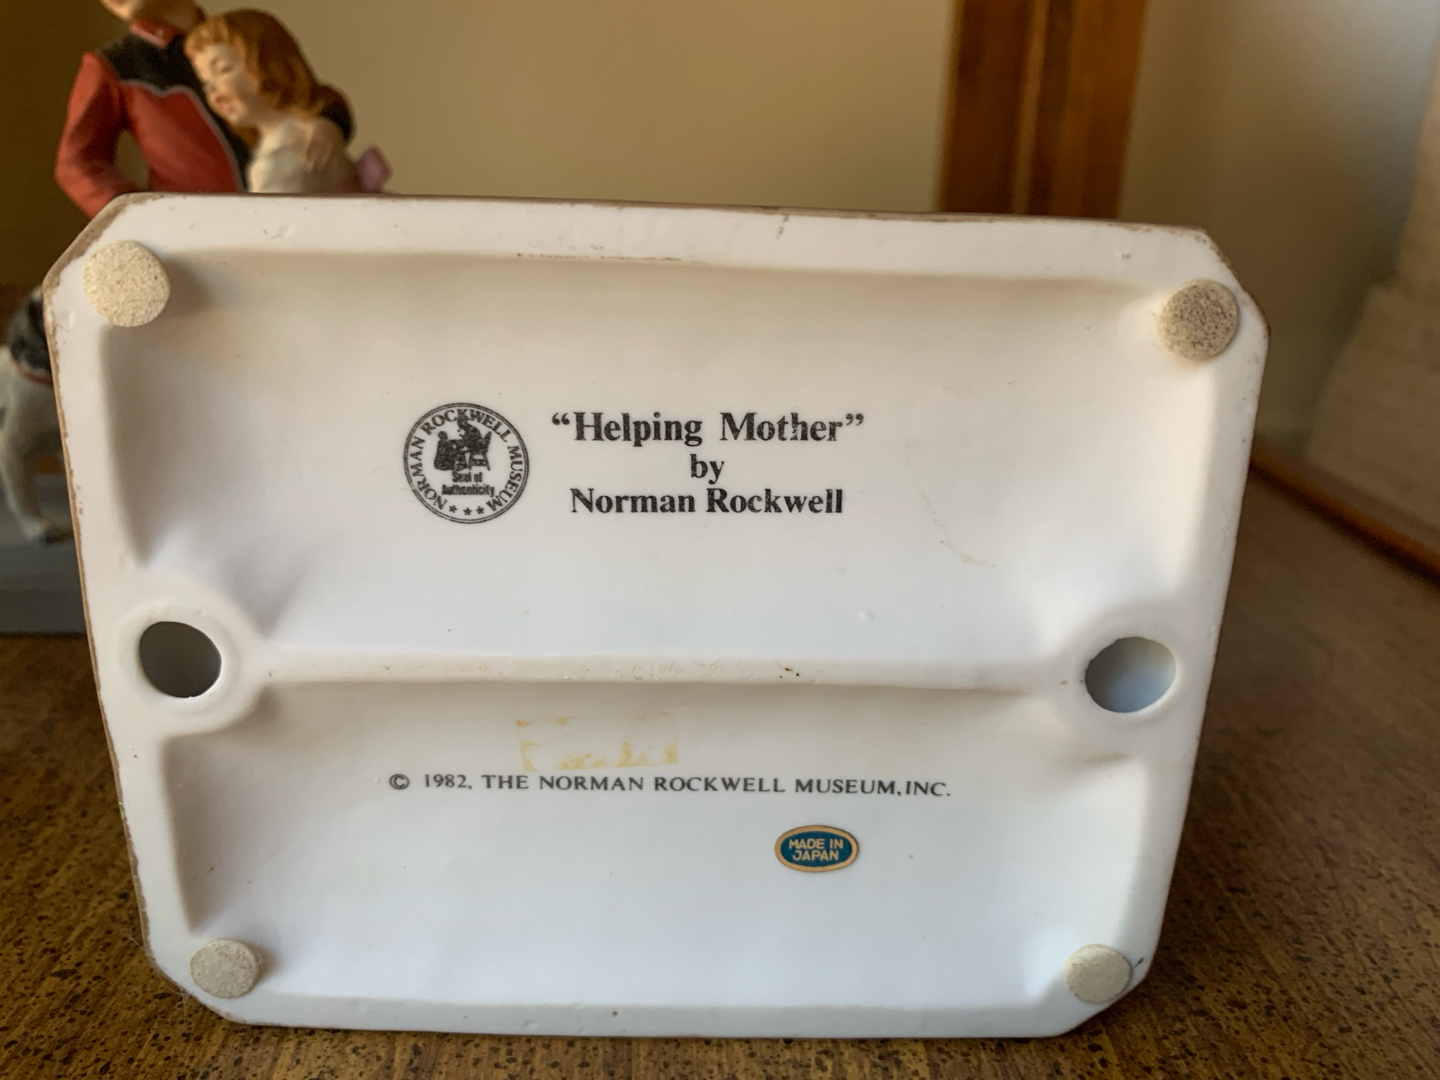 NORMAN ROCKWELL MUSEUM
Seal of
Authenticity
“Helping Mother”
by
Norman Rockwell
© 1982, THE NORMAN ROCKWELL MUSEUM, INC.
MADE IN
JAPAN